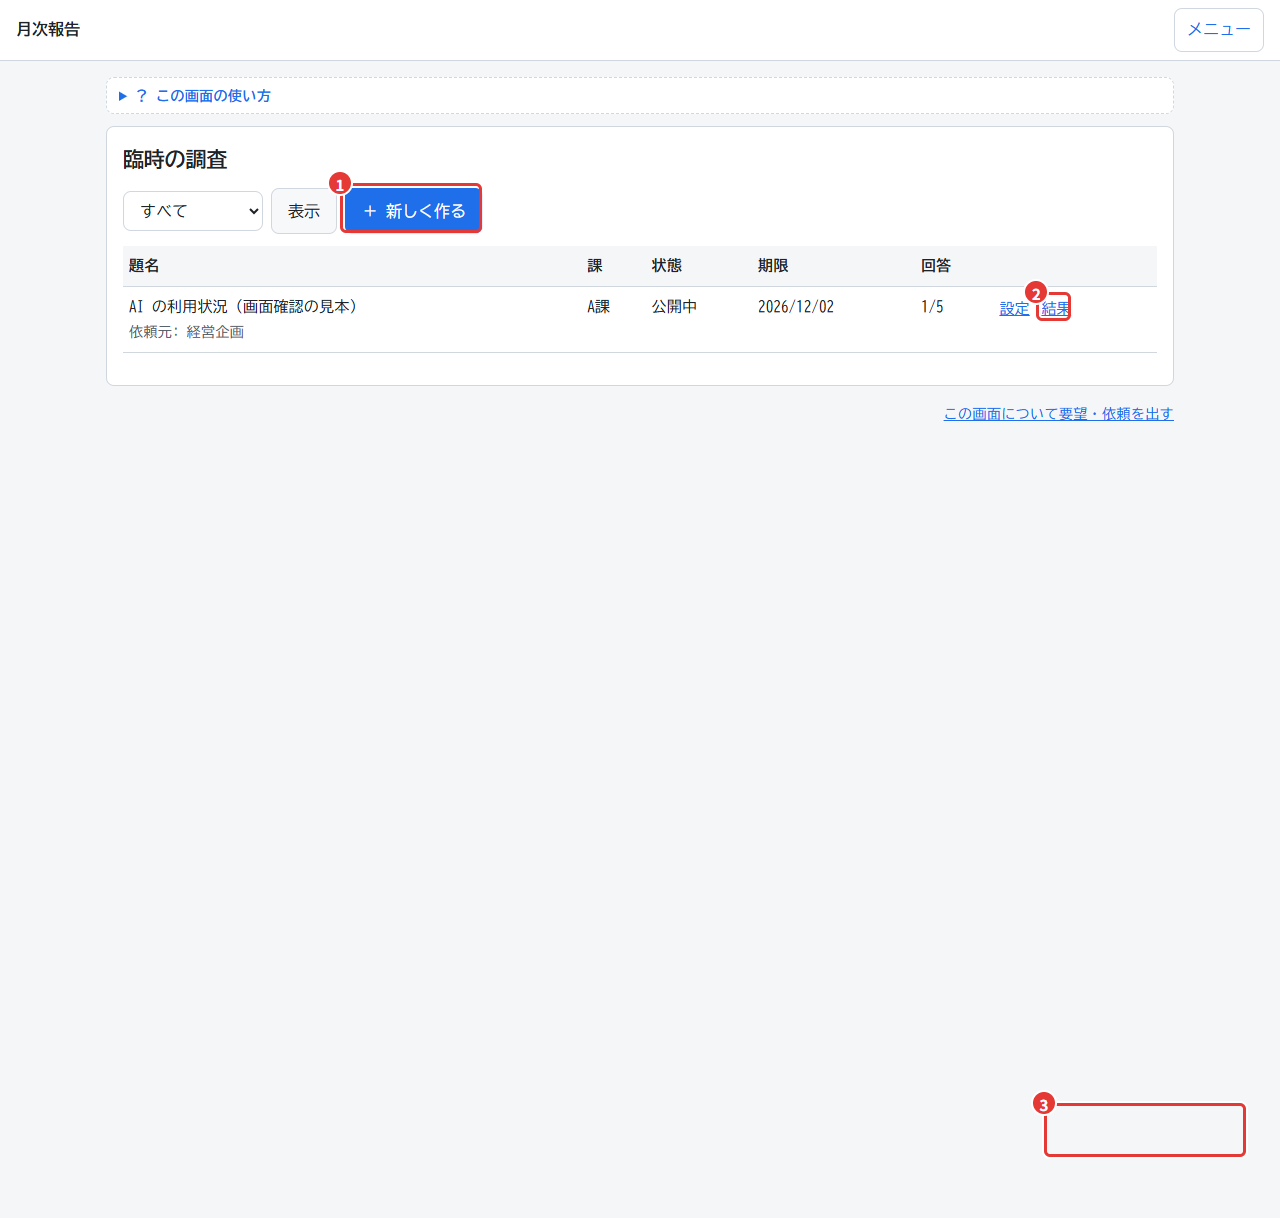 月次報告
メニュー
▶ ? この画面の使い方
臨時の調査
すべて 表示 1 ＋ 新しく作る
題名 課 状態 期限 回答
AI の利用状況（画面確認の見本） A課 公開中 2026/12/02 1/5 設定 2 結果
依頼元: 経営企画
この画面について要望・依頼を出す
3